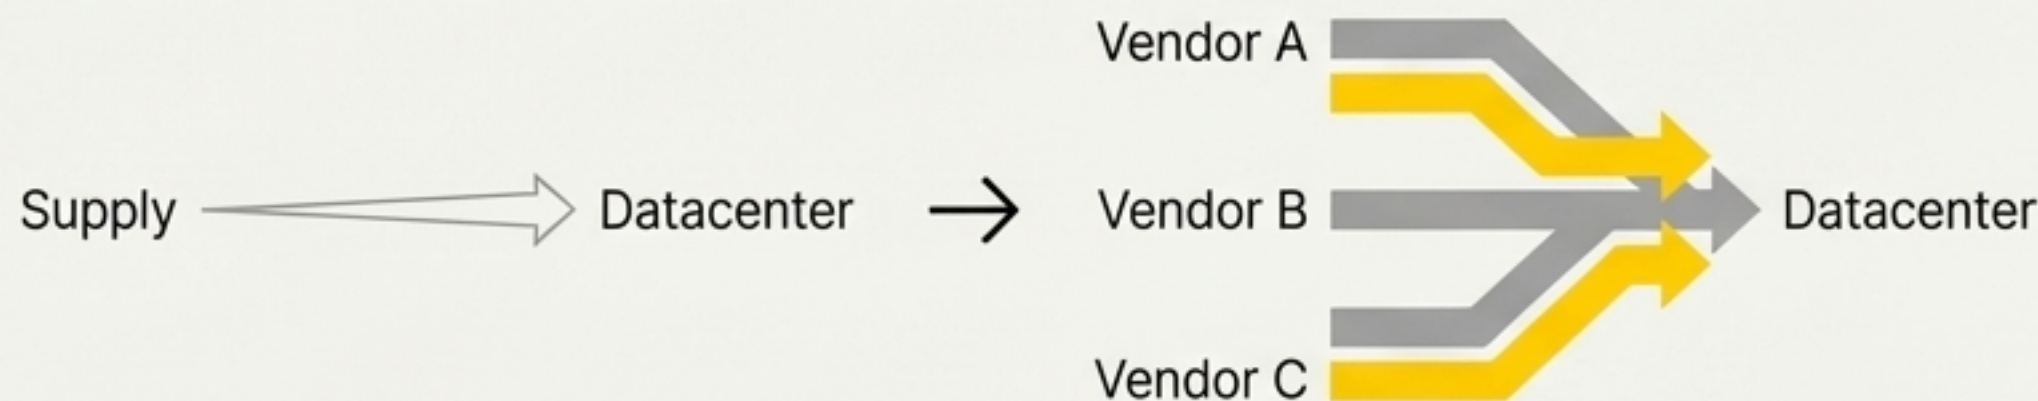 Supply
Datacenter
Vendor A
Vendor B
Vendor C
Datacenter